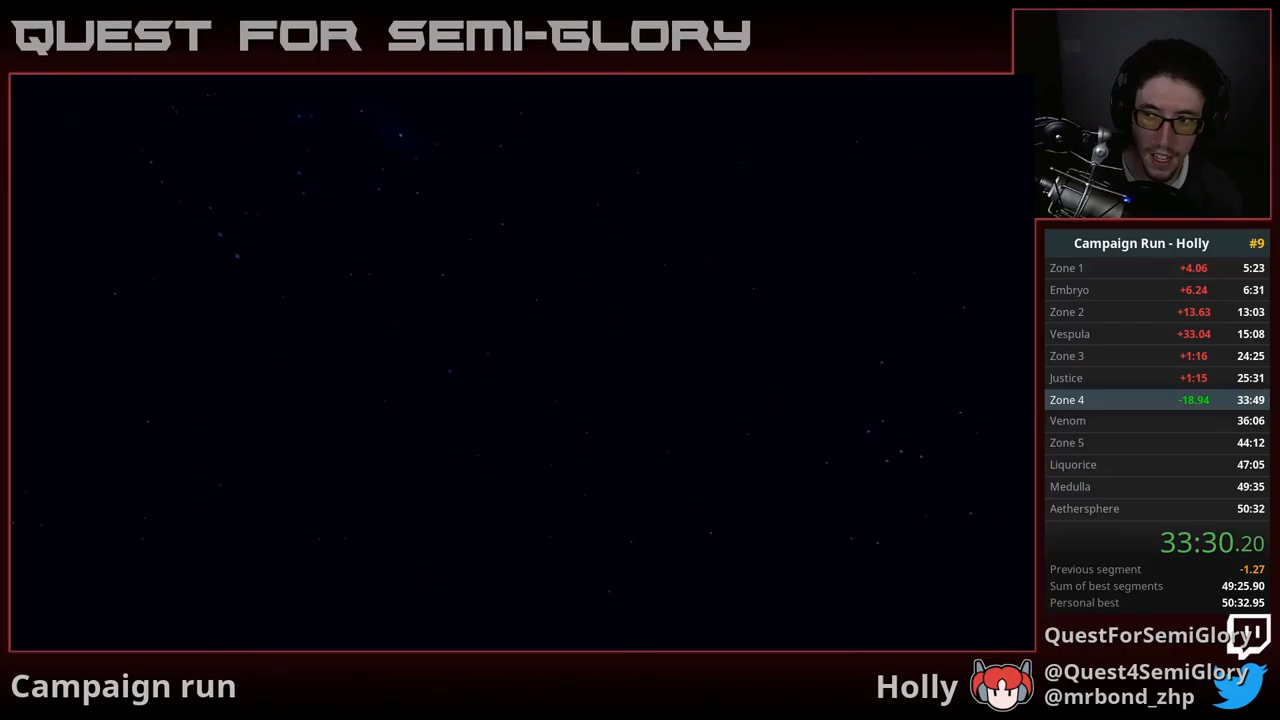 QUEST FOR SEMI-GLORY
Campaign Run - Holly #9
Zone 1 +4.06 5:23
Embryo +6.24 6:31
Zone 2 +13.63 13:03
Vespula +33.04 15:08
Zone 3 +1:16 24:25
Justice +1:15 25:31
Zone 4 -18.94 33:49
Venom 36:06
Zone 5 44:12
Liquorice 47:05
Medulla 49:35
Aethersphere 50:32
33:30.20
Previous segment -1.27
Sum of best segments 49:25.90
Personal best 50:32.95
QuestForSemiGlory
@Quest4SemiGlory
@mrbond_zhp
Campaign run
Holly